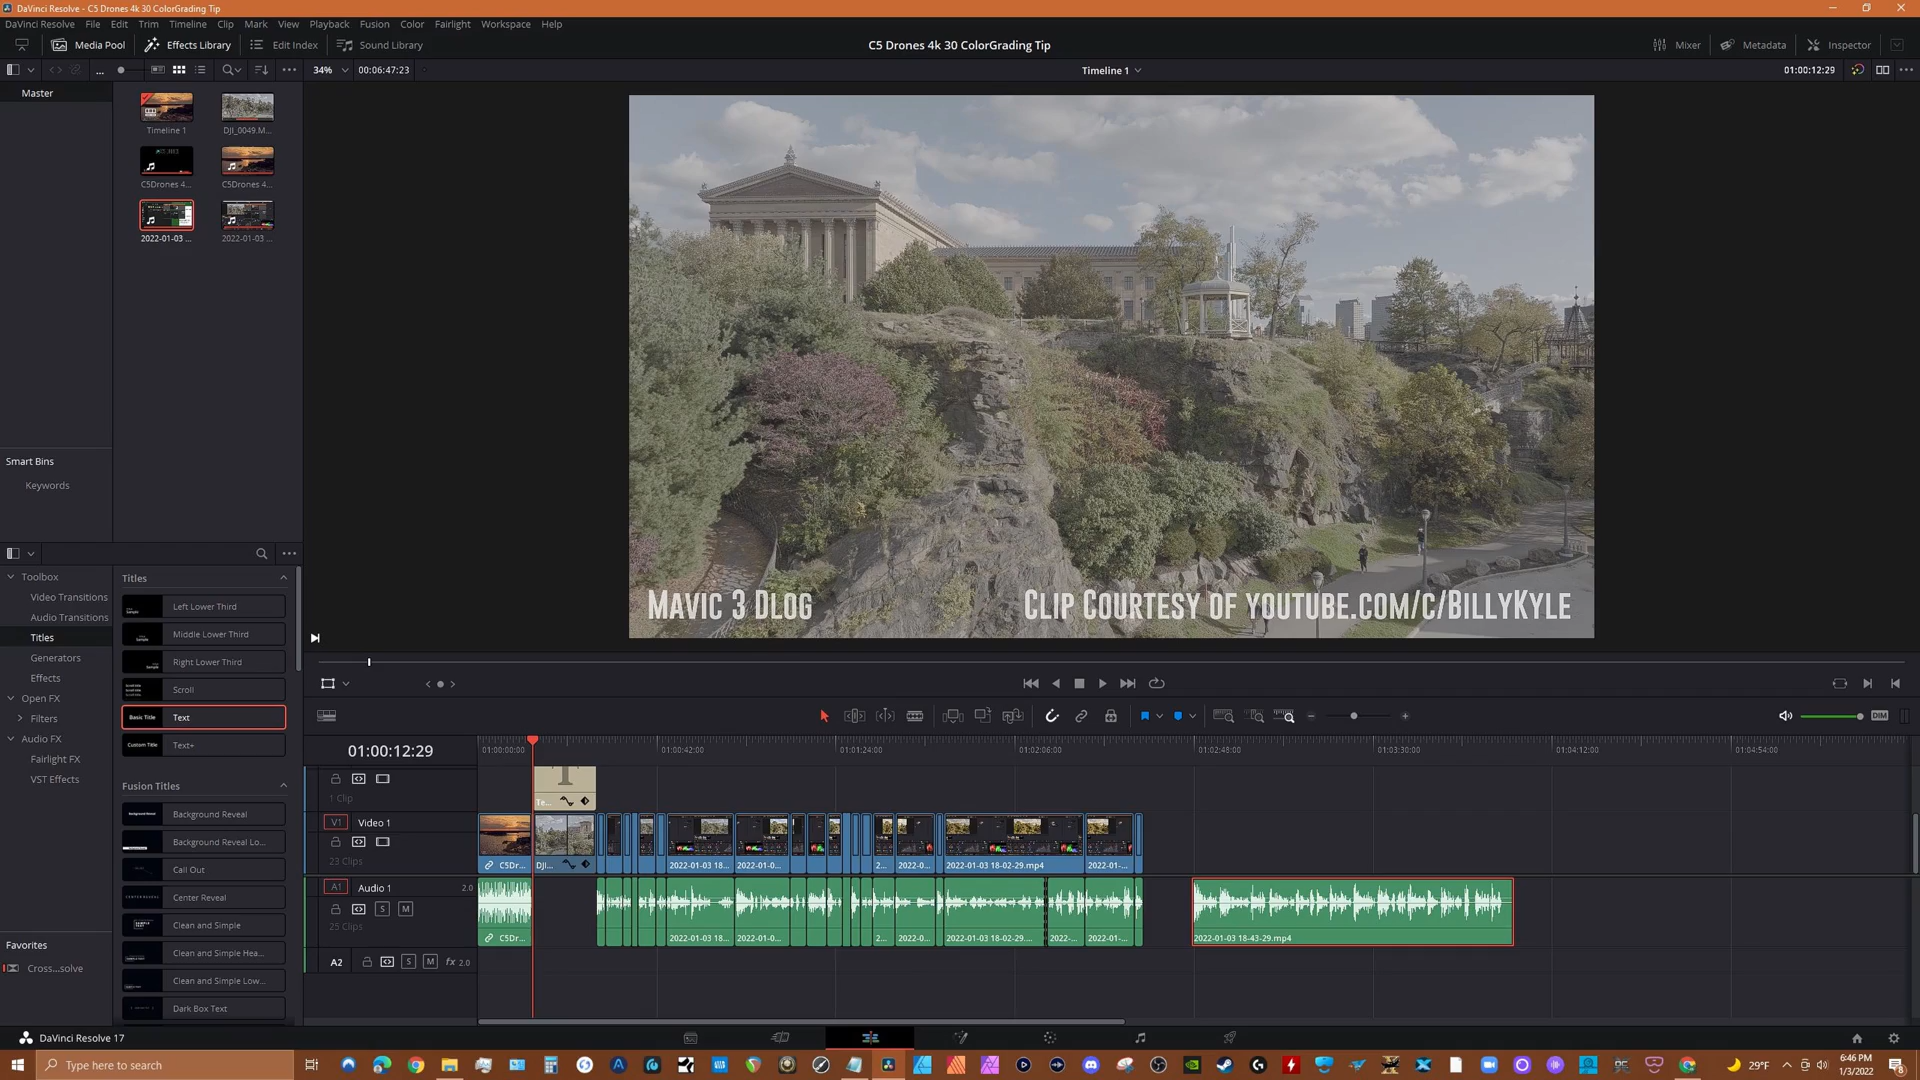 DaVinci Resolve - C5 Drones 4k 30 ColorGrading Tip
DaVinci Resolve File Edit Trim Timeline Clip Mark View Playback Fusion Color Fairlight Workspace Help
Media Pool Effects Library Edit Index Sound Library C5 Drones 4k 30 ColorGrading Tip Mixer Metadata Inspector
34% 00:06:47:23 Timeline 1 01:00:12:29
Master
Timeline 1 DJI_0049.M...
C5Drones 4... C5Drones 4...
2022-01-03 ... 2022-01-03 ...
Smart Bins
Keywords
Mavic 3 Dlog Clip Courtesy of youtube.com/c/BillyKyle
Toolbox
Video Transitions
Audio Transitions
Titles
Generators
Effects
Open FX
Filters
Audio FX
Fairlight FX
VST Effects
Favorites
Cross...solve
Titles
Left Lower Third
Middle Lower Third
Right Lower Third
Scroll
Basic Title Text
Custom Title Text+
Fusion Titles
Background Reveal
Background Reveal Lo...
Call Out
Center Reveal
Clean and Simple
Clean and Simple Hea...
Clean and Simple Low...
Dark Box Text
DIM
01:00:12:29 01:00:00:00 01:00:42:00 01:01:24:00 01:02:06:00 01:02:48:00 01:03:30:00 01:04:12:00 01:04:54:00
1 Clip
Te...
V1 Video 1
23 Clips
C5Dr... DJI... 2022-01-03 18... 2022-01-0... 2... 2022-0... 2022-01-03 18-02-29.mp4 2022-01-...
A1 Audio 1 2.0
S M
25 Clips
C5Dr... 2022-01-03 18... 2022-01-0... 2... 2022-0... 2022-01-03 18-02-29.... 2022-... 2022-01-... 2022-01-03 18-43-29.mp4
A2 S M fx 2.0
DaVinci Resolve 17
Type here to search
29°F
6:46 PM
1/3/2022